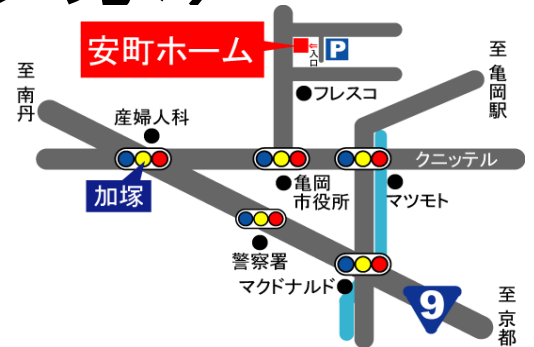 安町ホーム
入口
P
至亀岡駅
至南丹
フレスコ
産婦人科
クニッテル
加塚
亀岡
市役所
マツモト
警察署
マクドナルド
9
至京都